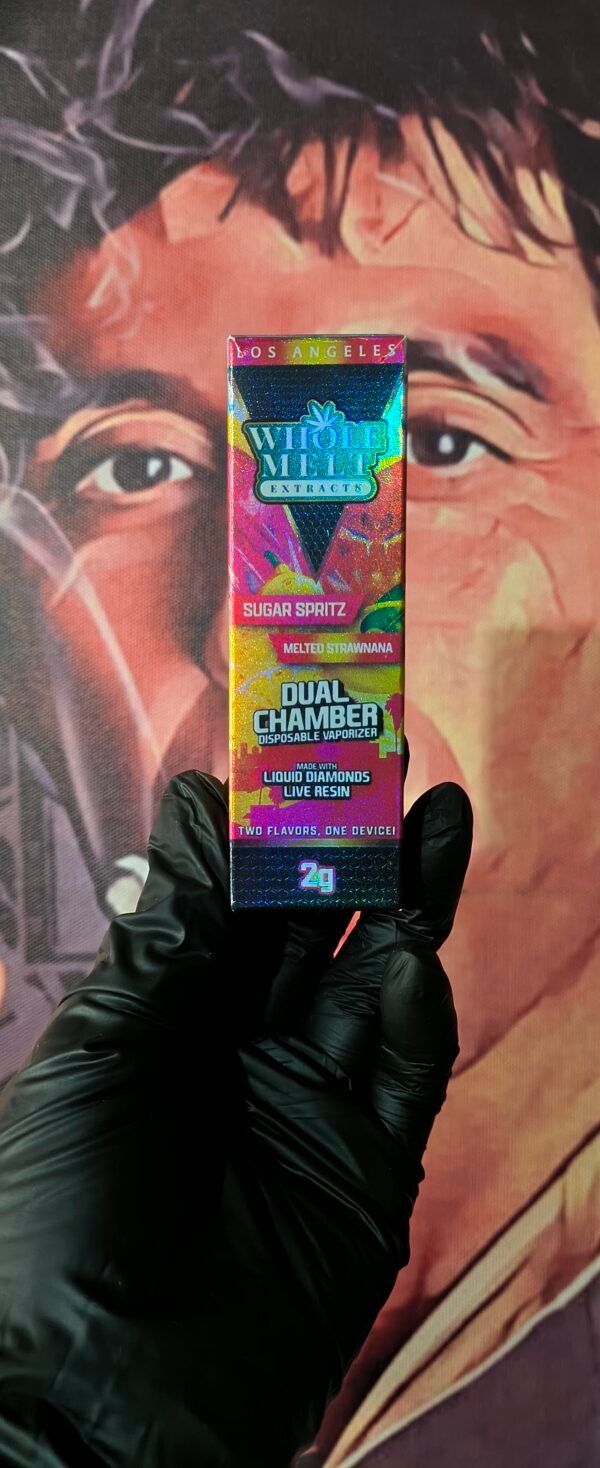 LOS ANGELES
WHOLE
MELT
EXTRACTS
SUGAR SPRITZ
MELTED STRAWNANA
DUAL
CHAMBER
DISPOSABLE VAPORIZER
MADE WITH
LIQUID DIAMONDS
LIVE RESIN
TWO FLAVORS, ONE DEVICE!
2g